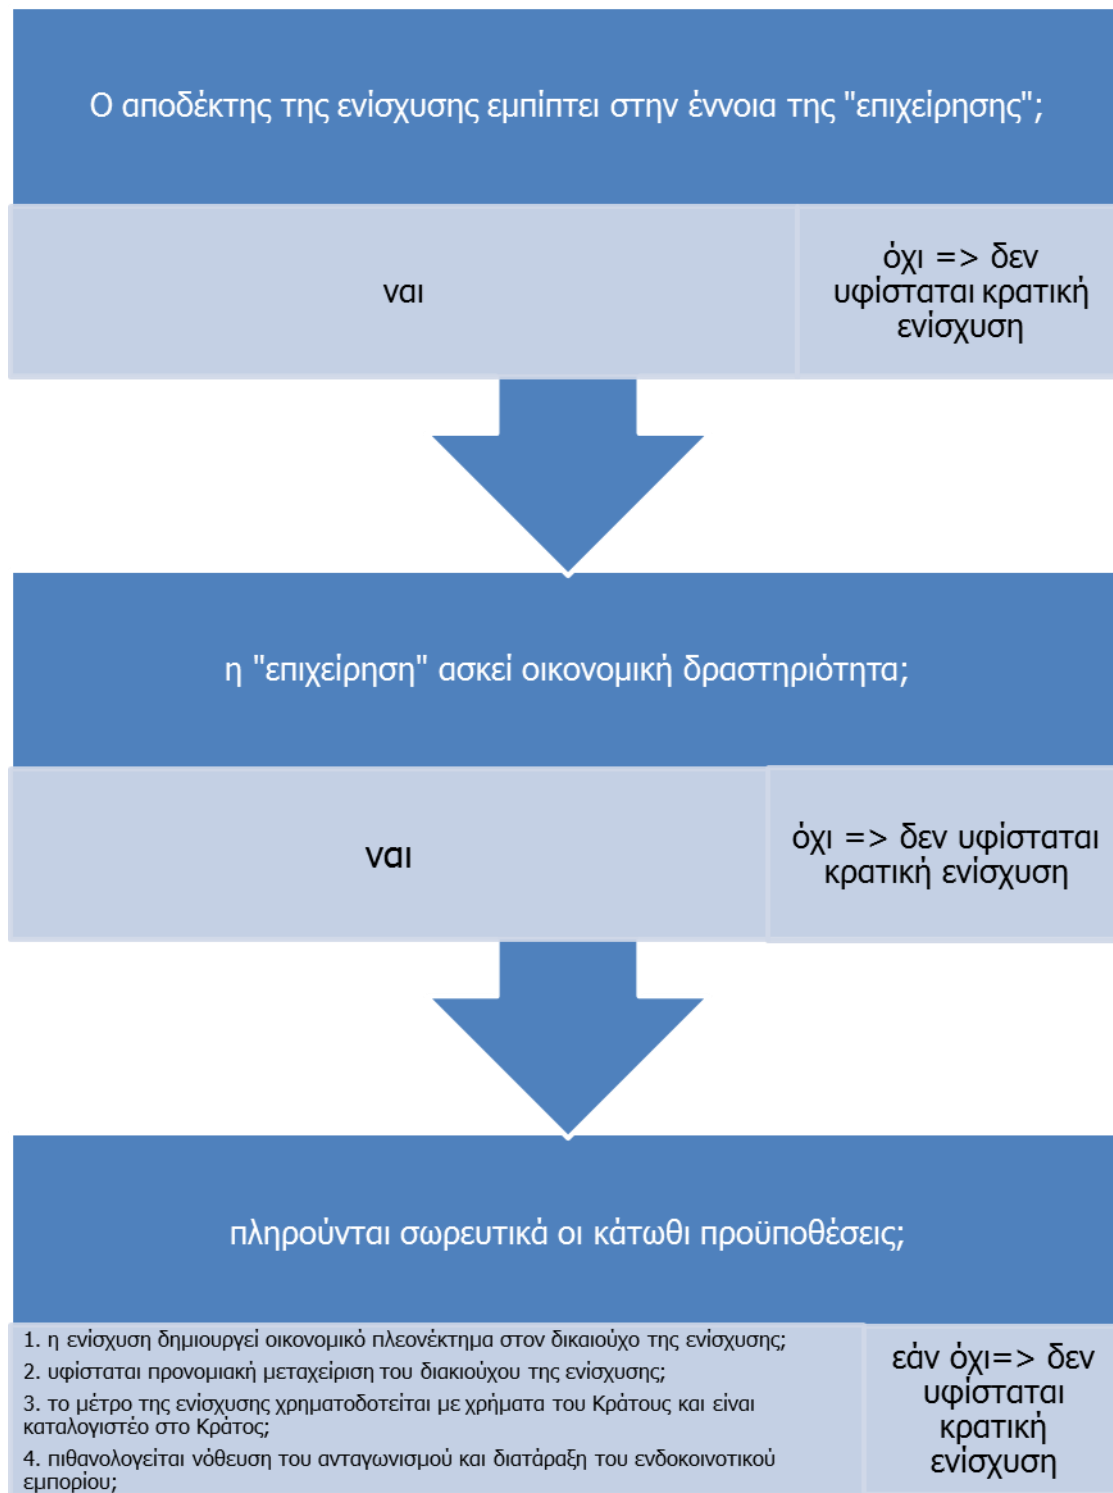 Ο αποδέκτης της ενίσχυσης εμπίπτει στην έννοια της "επιχείρησης";
ναι
όχι => δεν
υφίσταται κρατική
ενίσχυση
η "επιχείρηση" ασκεί οικονομική δραστηριότητα;
ναι
όχι => δεν υφίσταται
κρατική ενίσχυση
πληρούνται σωρευτικά οι κάτωθι προϋποθέσεις;
1. η ενίσχυση δημιουργεί οικονομικό πλεονέκτημα στον δικαιούχο της ενίσχυσης;
2. υφίσταται προνομιακή μεταχείριση του διακιούχου της ενίσχυσης;
3. το μέτρο της ενίσχυσης χρηματοδοτείται με χρήματα του Κράτους και είναι
καταλογιστέο στο Κράτος;
4. πιθανολογείται νόθευση του ανταγωνισμού και διατάραξη του ενδοκοινοτικού
εμπορίου;
εάν όχι=> δεν
υφίσταται
κρατική
ενίσχυση